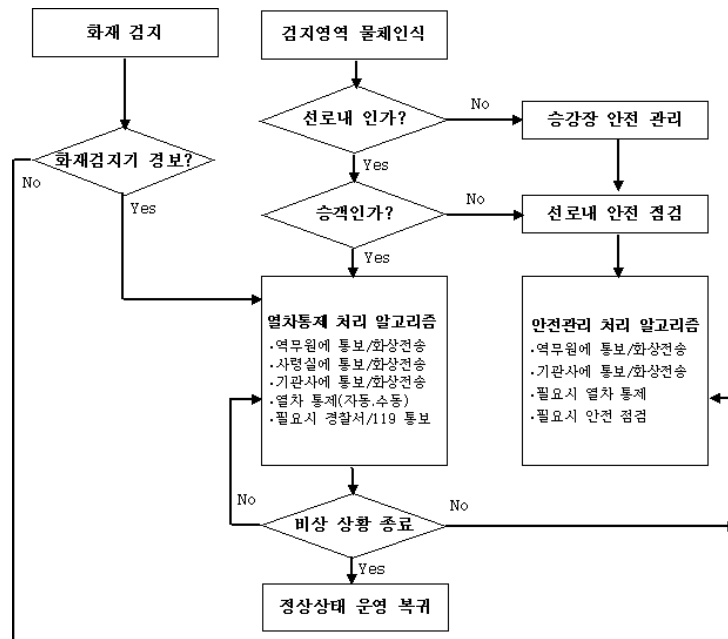 화재 검지
검지영역 물체인식
선로내 인가?
No
승강장 안전 관리
화재검지기 경보?
No
Yes
Yes
승객인가?
No
선로내 안전 점검
Yes
열차통제 처리 알고리즘
·역무원에 통보/화상전송
·사령실에 통보/화상전송
·기관사에 통보/화상전송
·열차 통제(자동.수동)
·필요시 경찰서/119 통보
안전관리 처리 알고리즘
·역무원에 통보/화상전송
·기관사에 통보/화상전송
·필요시 열차 통제
·필요시 안전 점검
No
비상 상황 종료
No
Yes
정상상태 운영 복귀